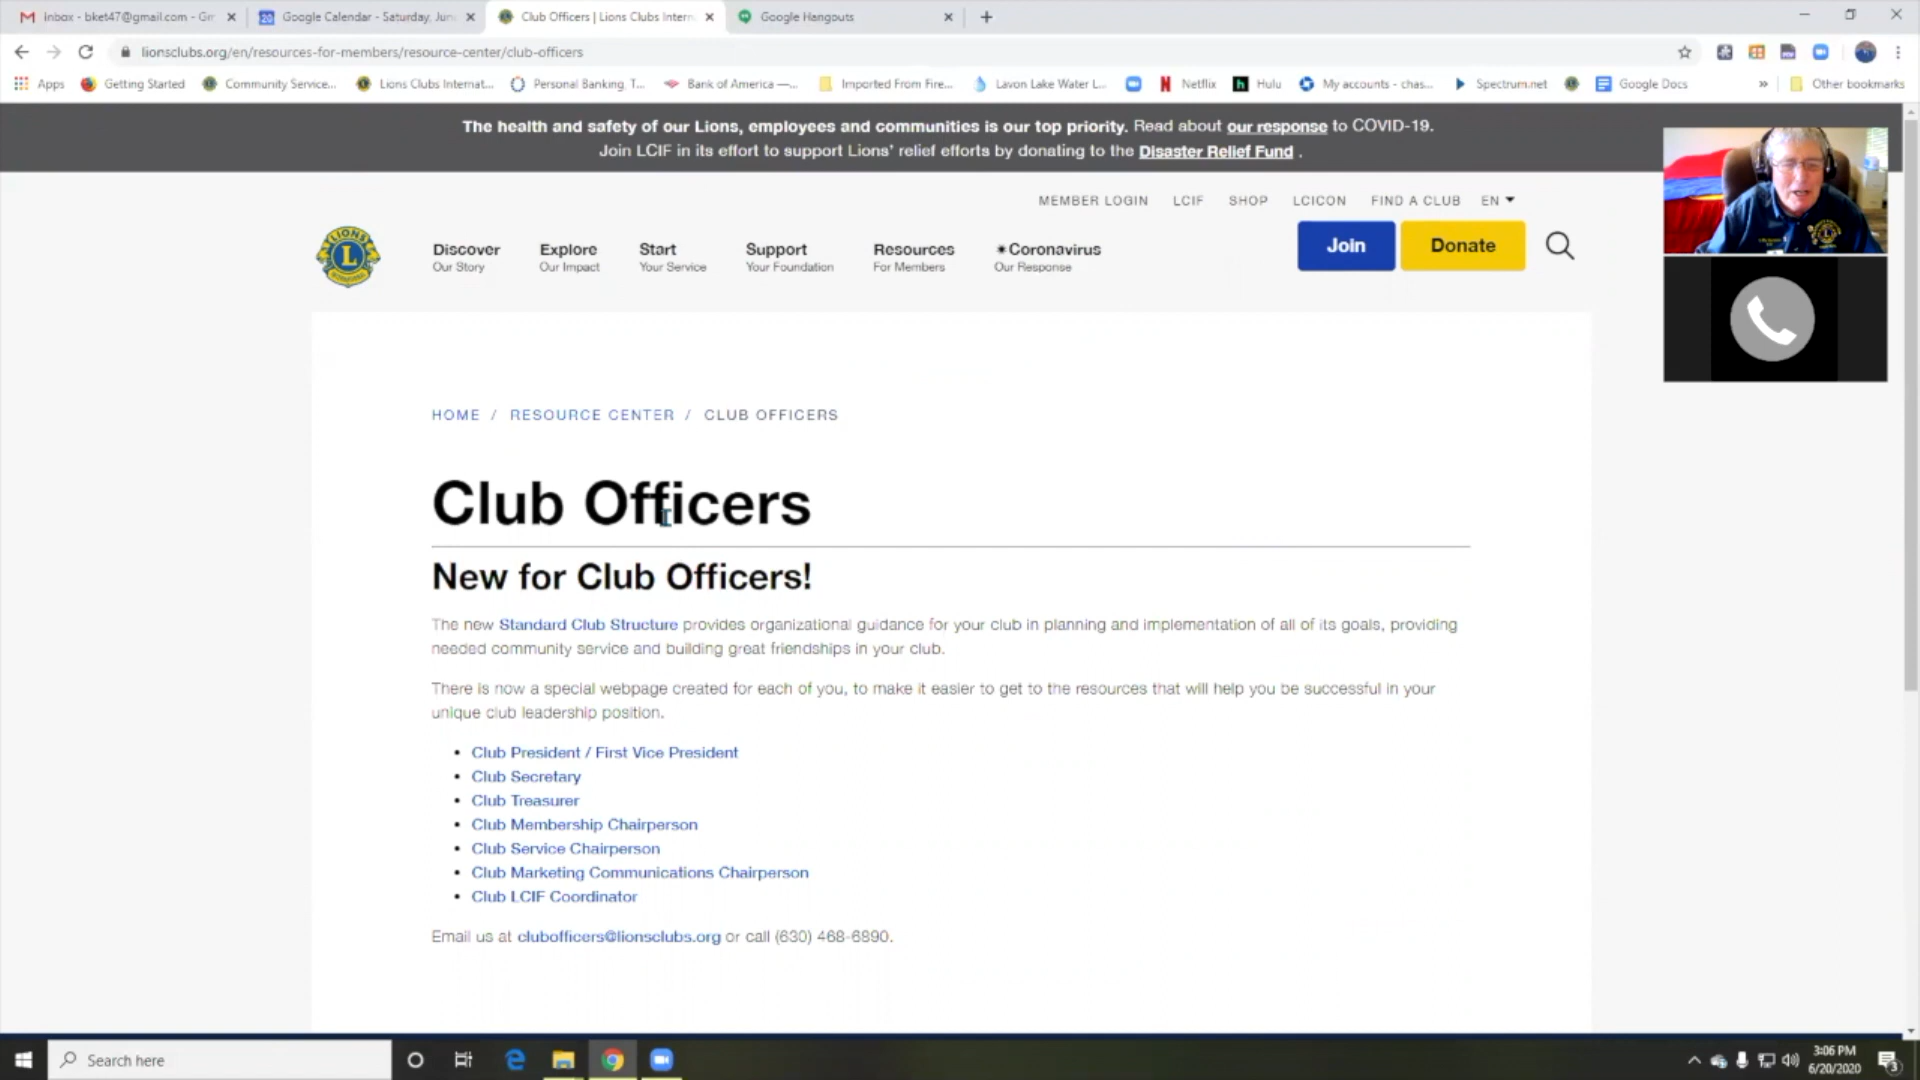 Inbox - bket47@gmail.com - Gm
Google Calendar - Saturday, June
Club Officers | Lions Clubs Intern
Google Hangouts
lionsclubs.org/en/resources-for-members/resource-center/club-officers
Apps
Getting Started
Community Service...
Lions Clubs Internat...
Personal Banking, T...
Bank of America —...
Imported From Fire...
Lavon Lake Water L...
Netflix
Hulu
My accounts - chas...
Spectrum.net
Google Docs
»
Other bookmarks
The health and safety of our Lions, employees and communities is our top priority. Read about our response to COVID-19.
Join LCIF in its effort to support Lions' relief efforts by donating to the Disaster Relief Fund .
MEMBER LOGIN LCIF SHOP LCICON FIND A CLUB EN
LIONS
L
Discover
Our Story
Explore
Our Impact
Start
Your Service
Support
Your Foundation
Resources
For Members
✷Coronavirus
Our Response
Join
Donate
HOME / RESOURCE CENTER / CLUB OFFICERS
Club Officers
New for Club Officers!
The new Standard Club Structure provides organizational guidance for your club in planning and implementation of all of its goals, providing
needed community service and building great friendships in your club.
There is now a special webpage created for each of you, to make it easier to get to the resources that will help you be successful in your
unique club leadership position.
• Club President / First Vice President
• Club Secretary
• Club Treasurer
• Club Membership Chairperson
• Club Service Chairperson
• Club Marketing Communications Chairperson
• Club LCIF Coordinator
Email us at clubofficers@lionsclubs.org or call (630) 468-6890.
Search here
3:06 PM
6/20/2020
3